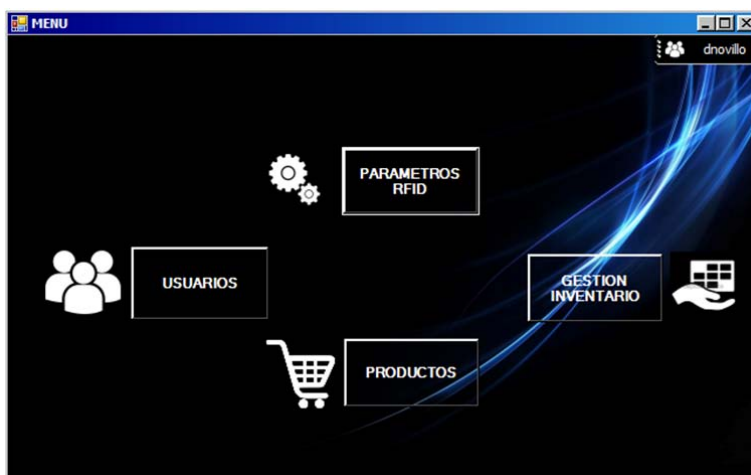 MENU
dnovillo
PARAMETROS
RFID
USUARIOS
GESTION
INVENTARIO
PRODUCTOS